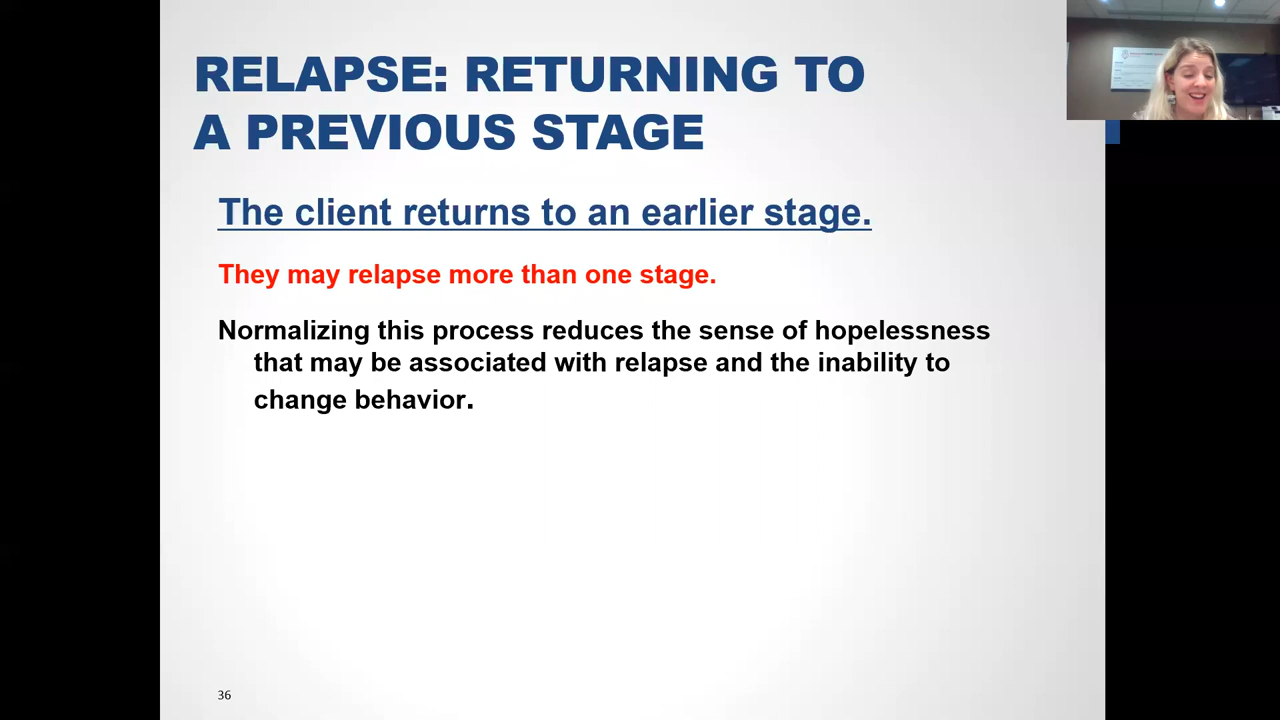 RELAPSE: RETURNING TO
A PREVIOUS STAGE
The client returns to an earlier stage.
They may relapse more than one stage.
Normalizing this process reduces the sense of hopelessness
that may be associated with relapse and the inability to
change behavior.
36